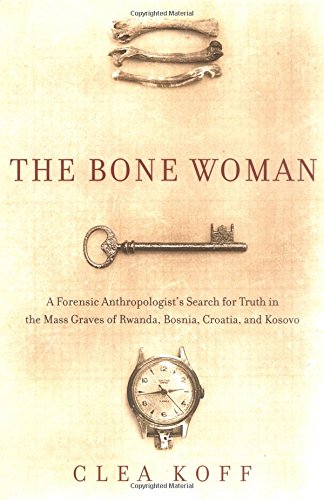 THE BONE WOMAN
A Forensic Anthropologist's Search for Truth in
the Mass Graves of Rwanda, Bosnia, Croatia, and Kosovo
CLEA KOFF